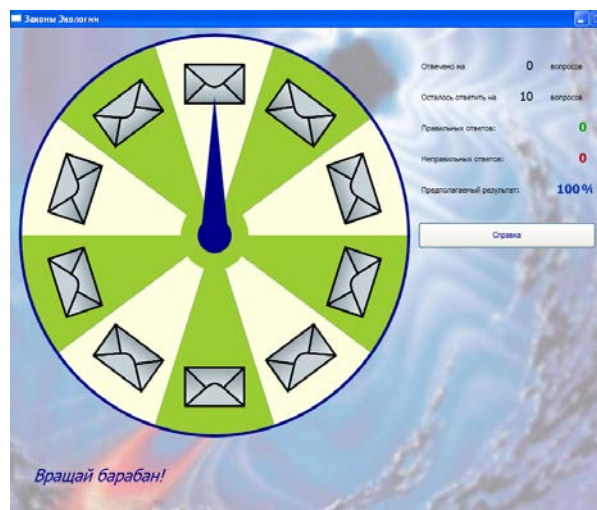 Законы Экологии
Отвечено на 0 вопросов
Осталось ответить на 10 вопросов
Правильных ответов: 0
Неправильных ответов: 0
Предполагаемый результат: 100%
Справка
Вращай барабан!